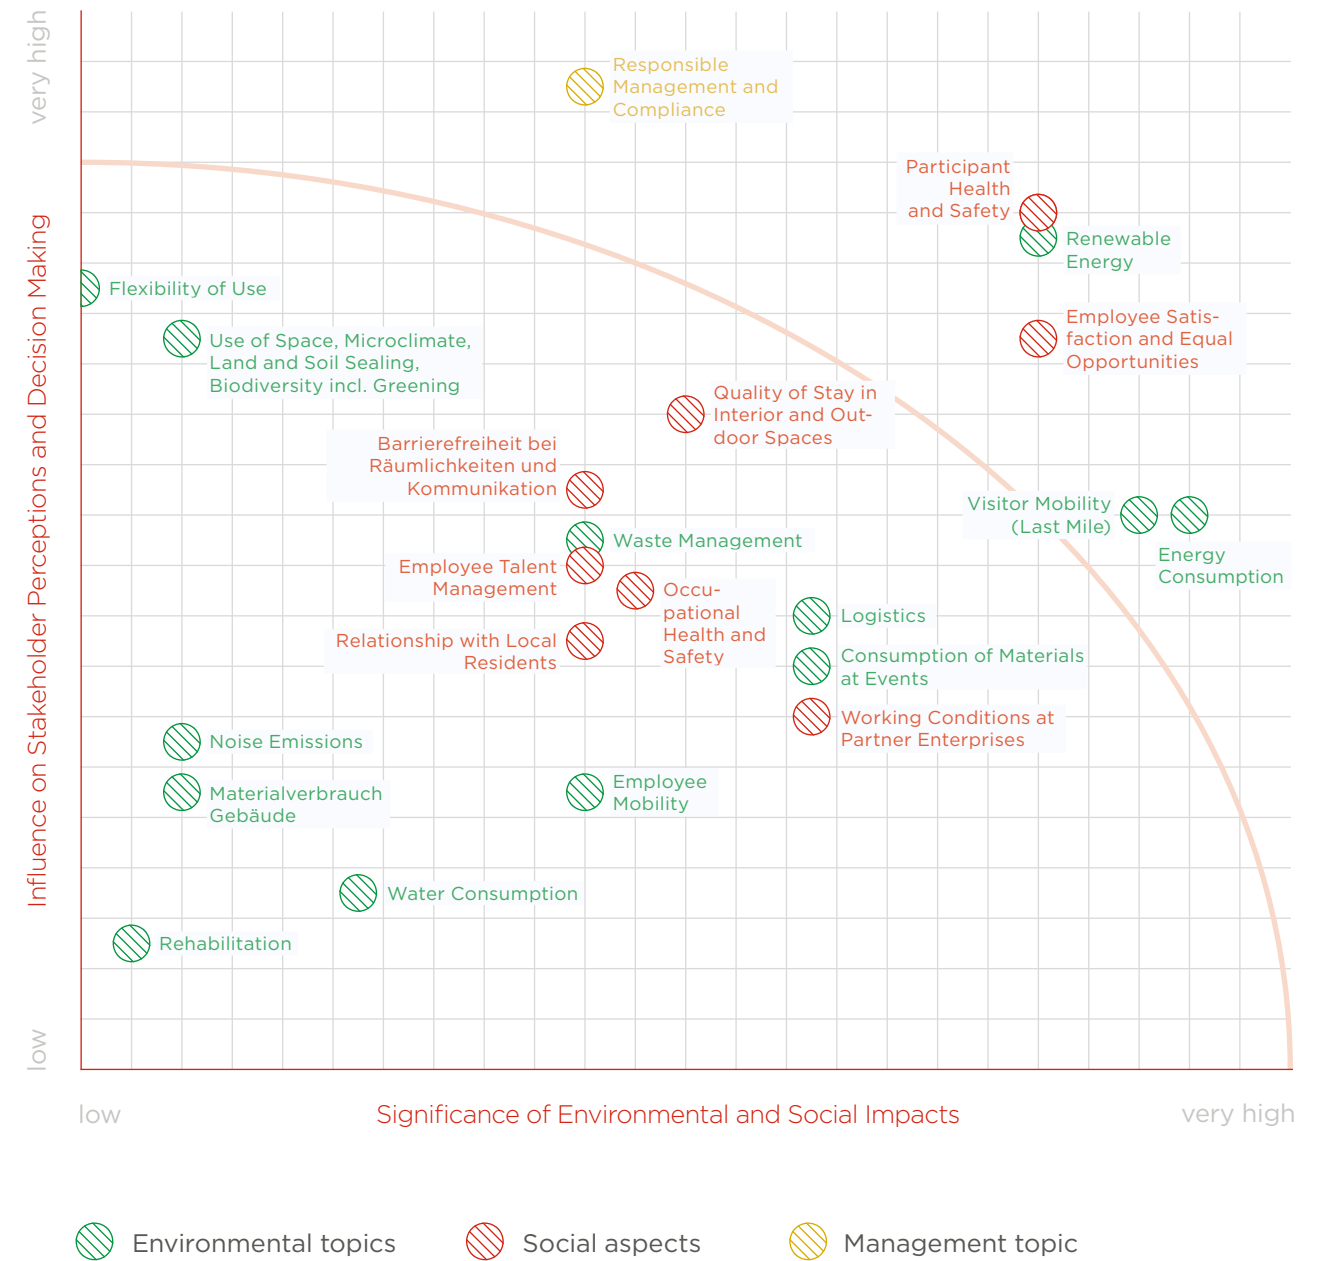 very high
Influence on Stakeholder Perceptions and Decision Making
low
Responsible
Management and
Compliance
Participant
Health
and Safety
Renewable
Energy
Flexibility of Use
Employee Satis-
faction and Equal
Opportunities
Use of Space, Microclimate,
Land and Soil Sealing,
Biodiversity incl. Greening
Quality of Stay in
Interior and Out-
door Spaces
Barrierefreiheit bei
Räumlichkeiten und
Kommunikation
Visitor Mobility
(Last Mile)
Energy
Consumption
Waste Management
Employee Talent
Management
Occu-
pational
Health and
Safety
Logistics
Relationship with Local
Residents
Consumption of Materials
at Events
Working Conditions at
Partner Enterprises
Noise Emissions
Materialverbrauch
Gebäude
Employee
Mobility
Water Consumption
Rehabilitation
low
Significance of Environmental and Social Impacts
very high
Environmental topics
Social aspects
Management topic